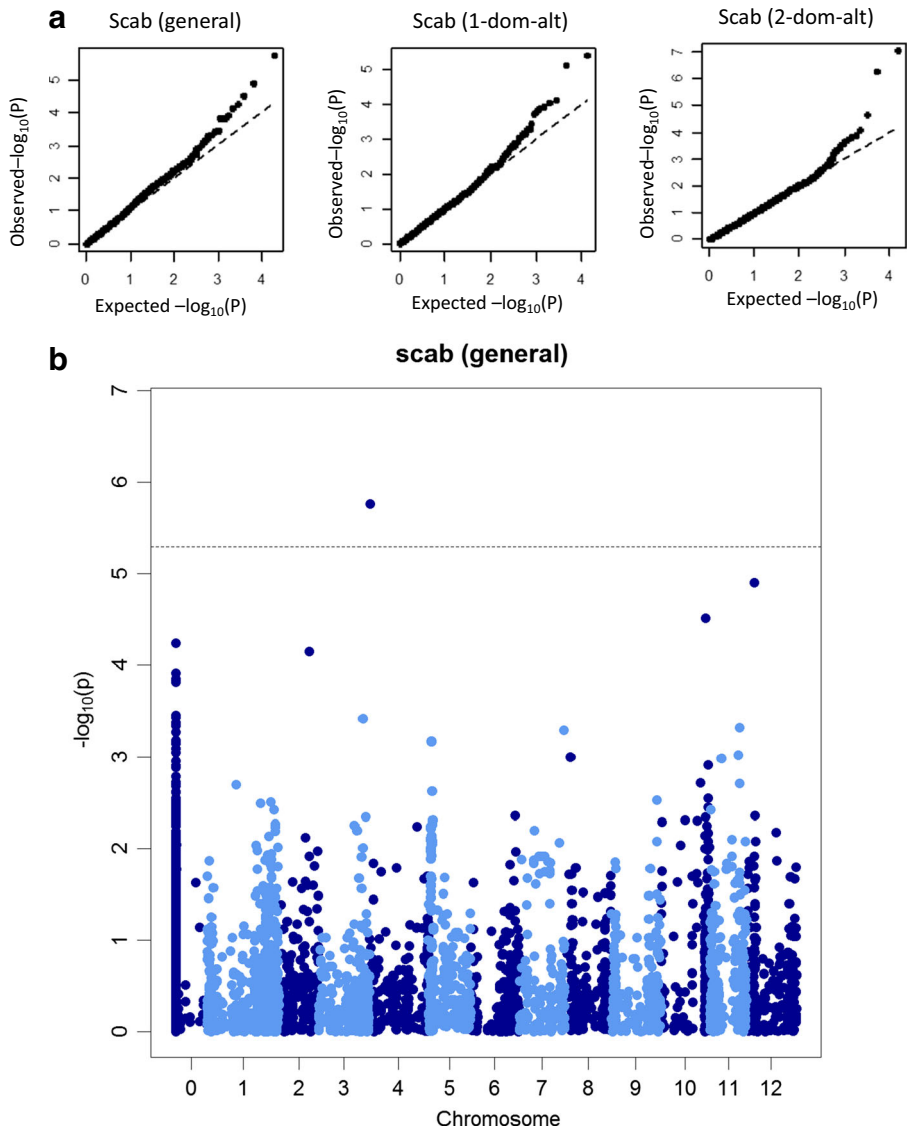 a
Scab (general)
Scab (1-dom-alt)
Scab (2-dom-alt)
Observed–log10(P)
5
4
3
2
1
0
0 1 2 3 4
Expected –log10(P)
Observed–log10(P)
5
4
3
2
1
0
0 1 2 3 4
Expected –log10(P)
Observed–log10(P)
7
6
5
4
3
2
1
0
0 1 2 3 4
Expected –log10(P)
b
scab (general)
-log10(p)
7
6
5
4
3
2
1
0
0 1 2 3 4 5 6 7 8 9 10 11 12
Chromosome